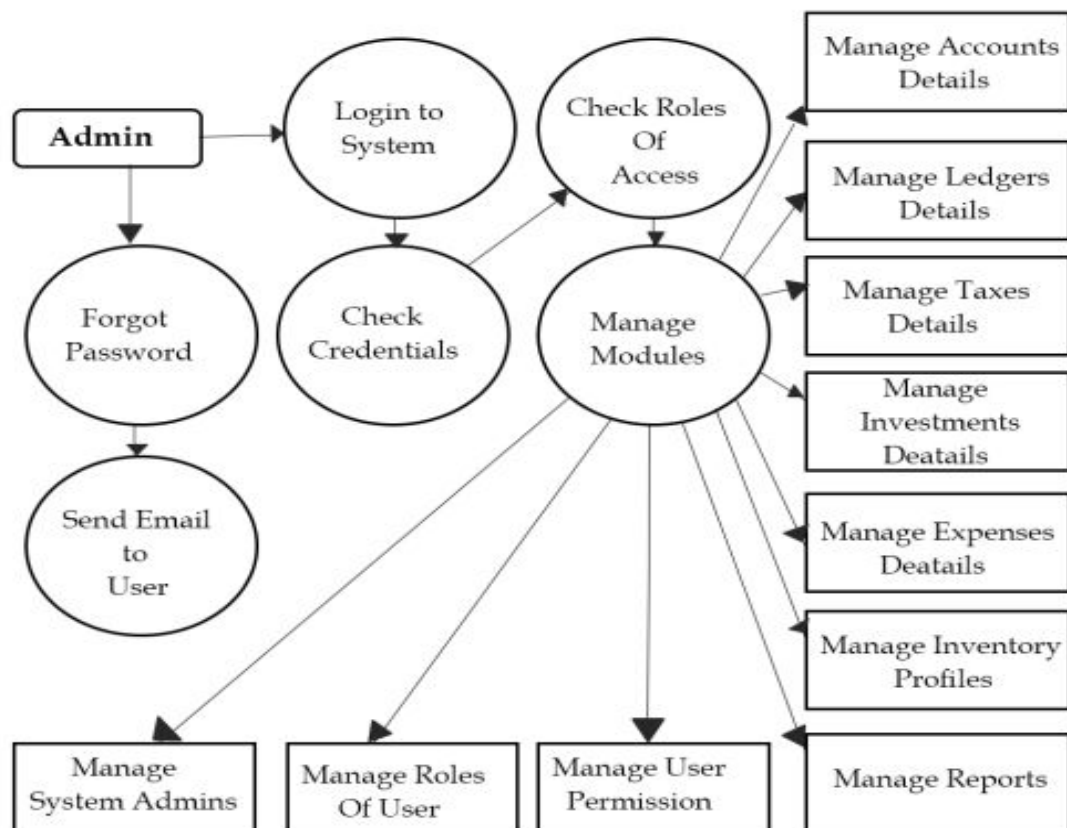 Admin
Login to
System
Check Roles
Of
Access
Manage Accounts
Details
Manage Ledgers
Details
Forgot
Password
Check
Credentials
Manage
Modules
Manage Taxes
Details
Manage
Investments
Deatails
Send Email
to
User
Manage Expenses
Deatails
Manage Inventory
Profiles
Manage
System Admins
Manage Roles
Of User
Manage User
Permission
Manage Reports